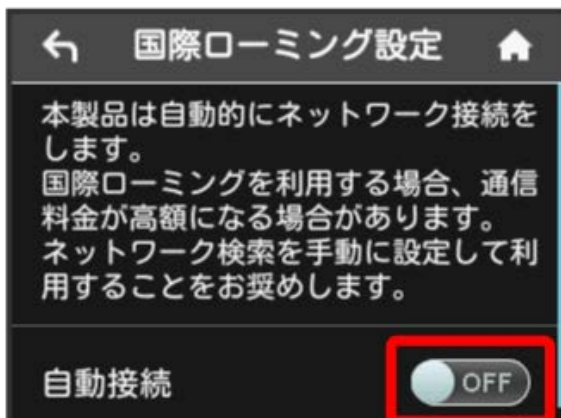 国際ローミング設定
本製品は自動的にネットワーク接続を
します。
国際ローミングを利用する場合、通信
料金が高額になる場合があります。
ネットワーク検索を手動に設定して利
用することをお奨めします。
自動接続
OFF